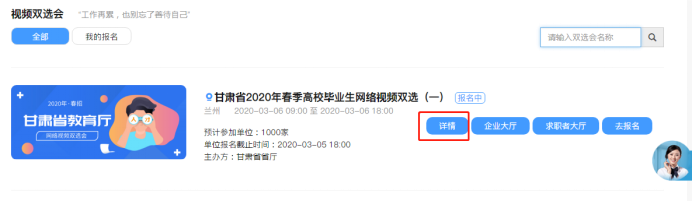 视频双选会 "工作再累，也别忘了善待自己"
全部 我的报名 请输入双选会名称
2020年·春招
甘肃省教育厅
网络视频双选会
人才
甘肃省2020年春季高校毕业生网络视频双选（一） 报名中
兰州 2020-03-06 09:00 至 2020-03-06 18:00
详情 企业大厅 求职者大厅 去报名
预计参加单位：1000家
单位报名截止时间：2020-03-05 18:00
主办方：甘肃省省厅